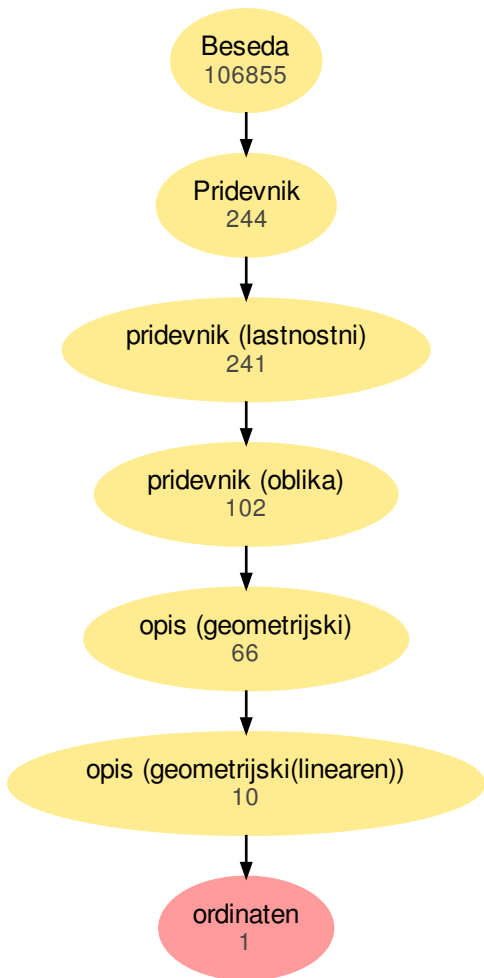 Beseda
106855
Pridevnik
244
pridevnik (lastnostni)
241
pridevnik (oblika)
102
opis (geometrijski)
66
opis (geometrijski(linearen))
10
ordinaten
1